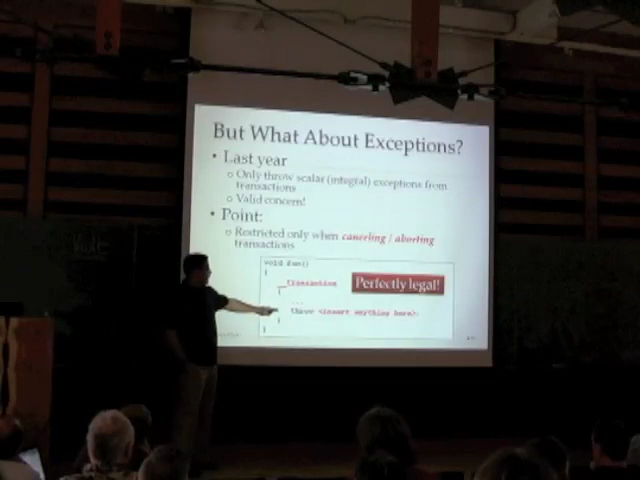 But What About Exceptions?
• Last year
o Only throw scalar (integral) exceptions from
transactions
o Valid concern!
• Point:
o Restricted only when canceling / aborting
transactions
void
{
__transaction
Perfectly legal!
{
...
throw <insert anything here>;
}
}